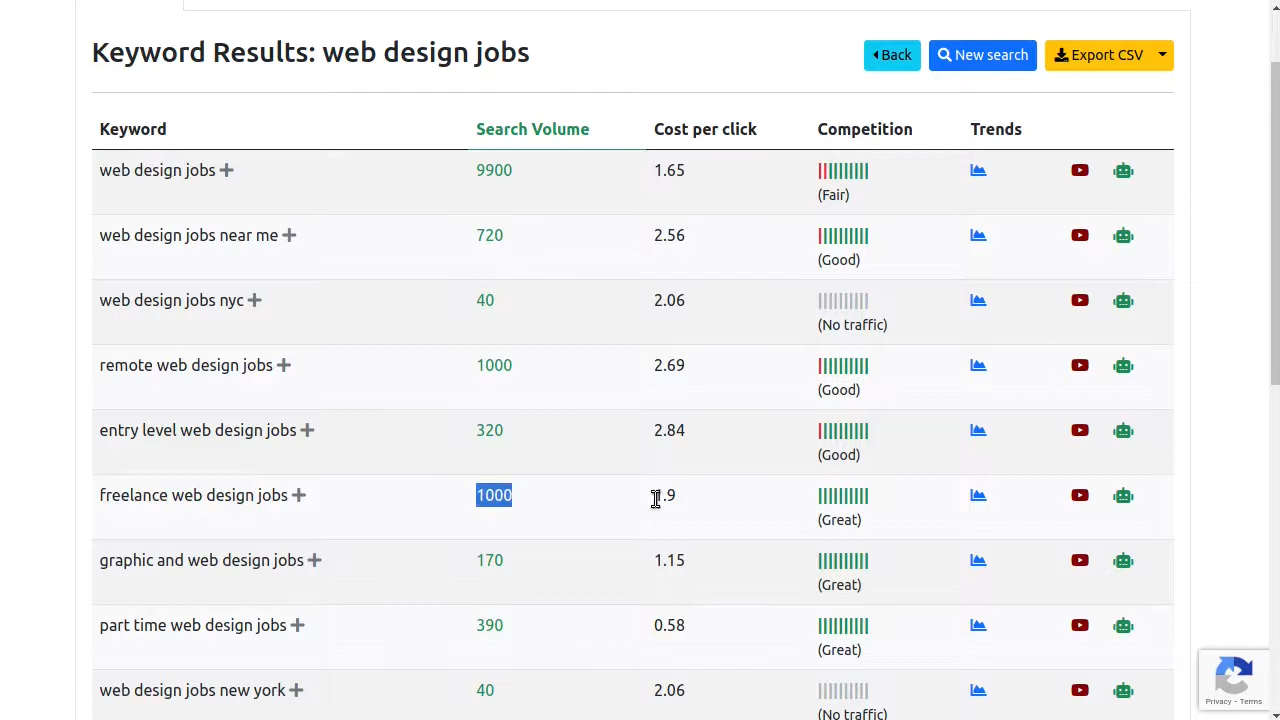 Keyword Results: web design jobs
Back
New search
Export CSV
Keyword Search Volume Cost per click Competition Trends
web design jobs 9900 1.65
(Fair)
web design jobs near me 720 2.56
(Good)
web design jobs nyc 40 2.06
(No traffic)
remote web design jobs 1000 2.69
(Good)
entry level web design jobs 320 2.84
(Good)
freelance web design jobs 1000 1.9
(Great)
graphic and web design jobs 170 1.15
(Great)
part time web design jobs 390 0.58
(Great)
web design jobs new york 40 2.06
(No traffic)
Privacy - Terms